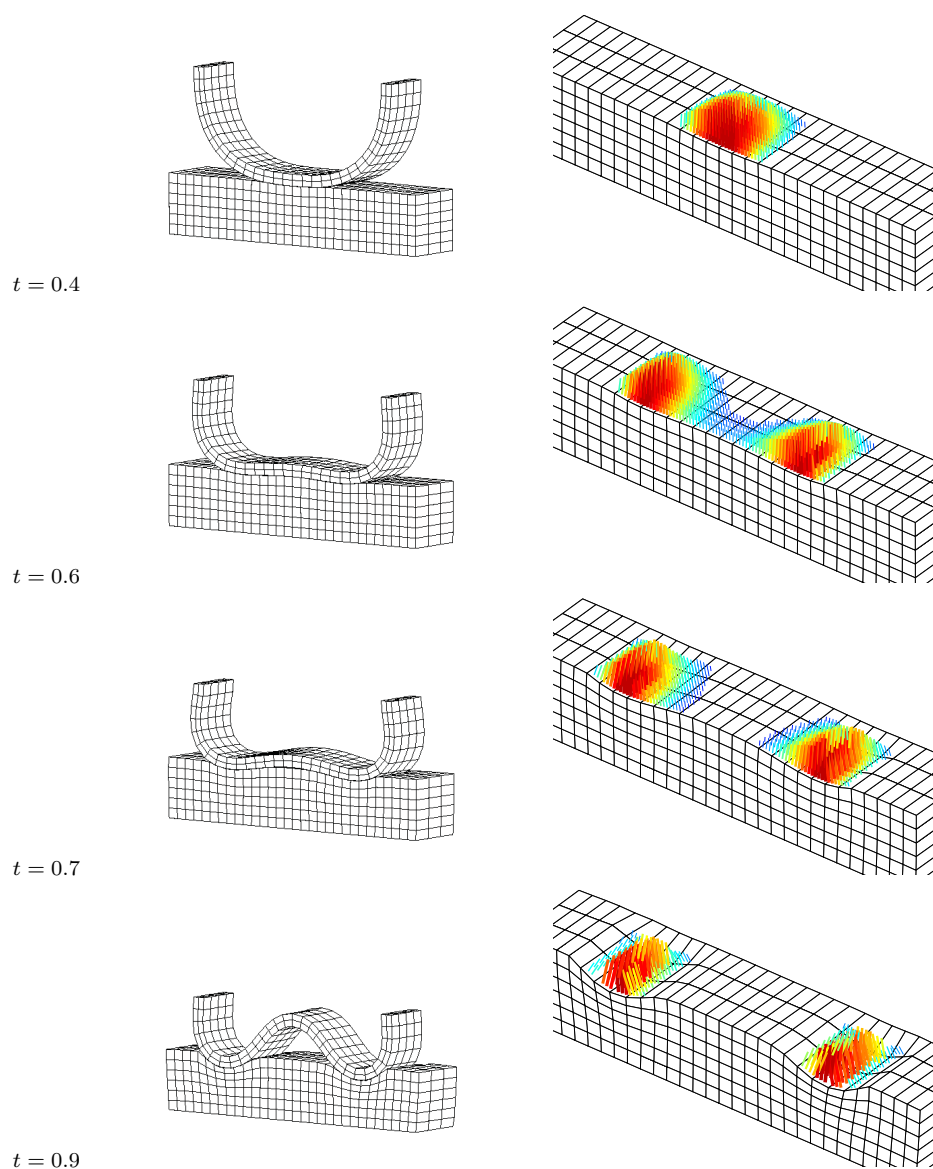 t = 0.4
t = 0.6
t = 0.7
t = 0.9